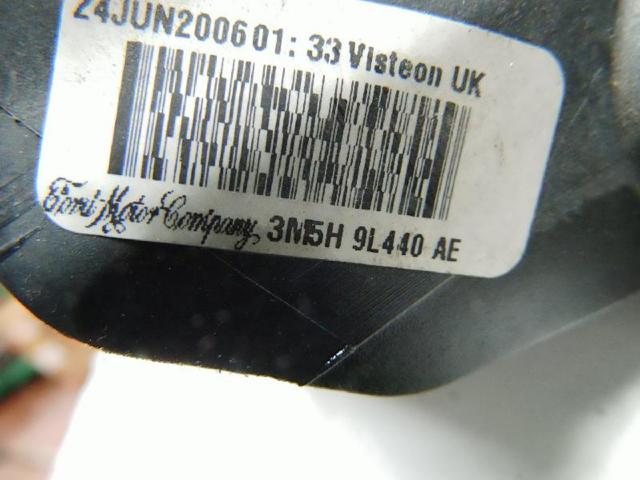 24JUN2006 01:33 Visteon UK
Ford Motor Company 3M5H 9L440 AE